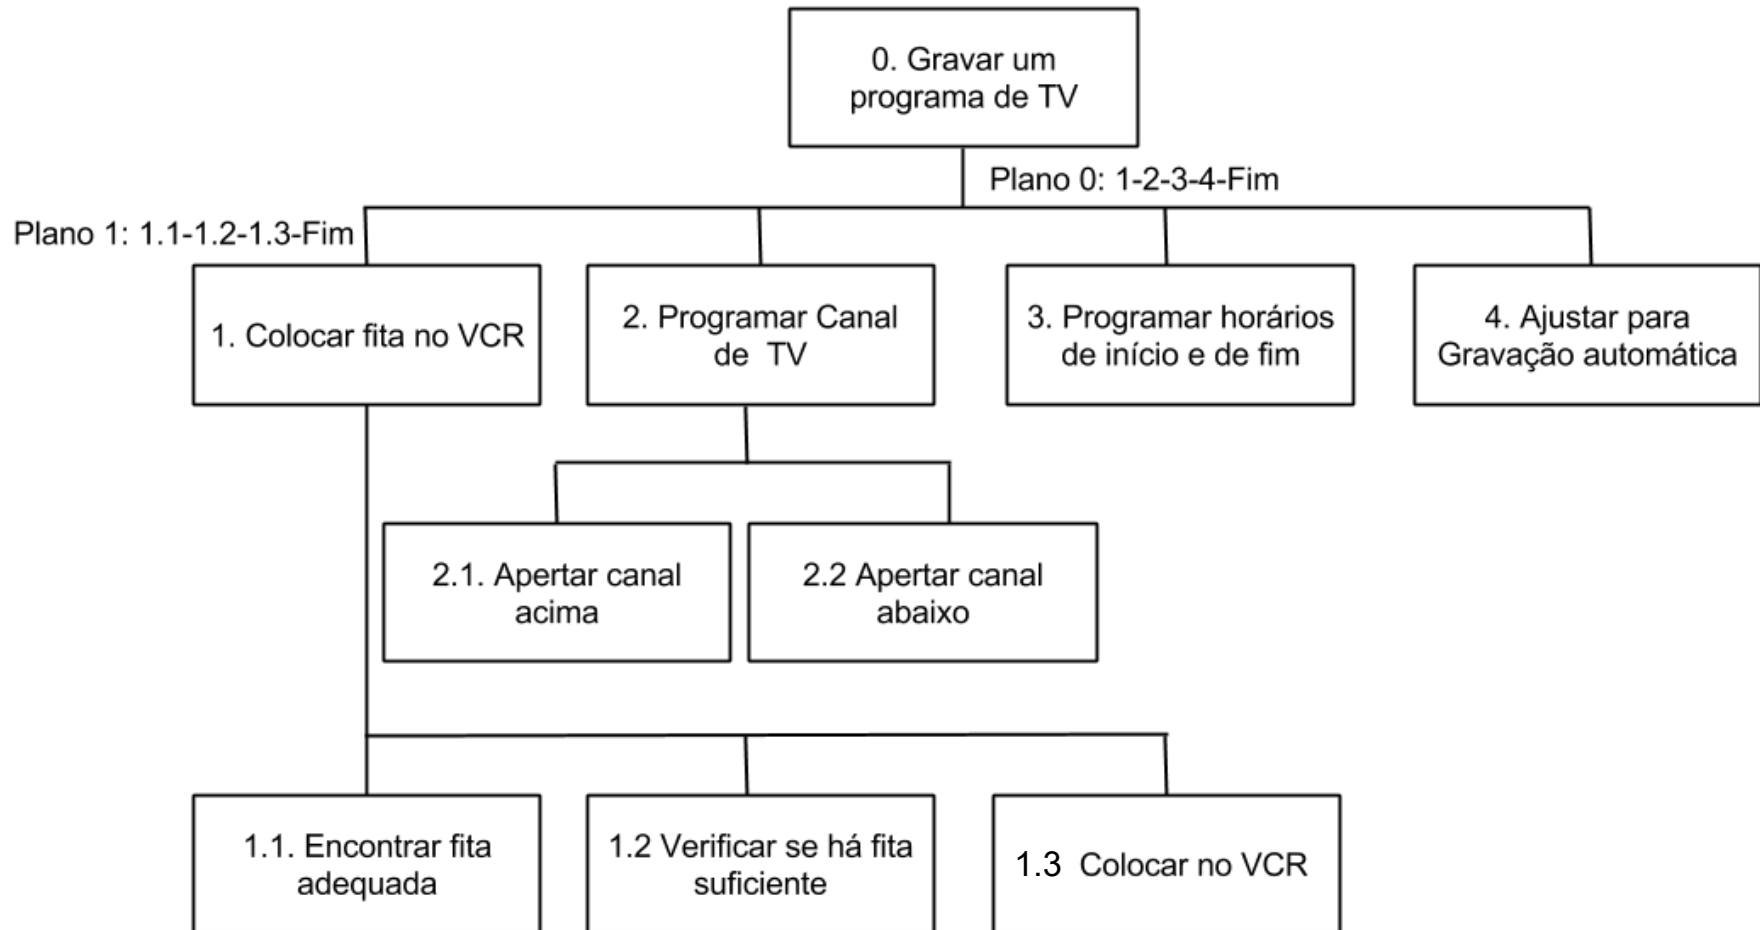 0. Gravar um
programa de TV
Plano 0: 1-2-3-4-Fim
Plano 1: 1.1-1.2-1.3-Fim
1. Colocar fita no VCR
2. Programar Canal
de TV
3. Programar horários
de início e de fim
4. Ajustar para
Gravação automática
2.1. Apertar canal
acima
2.2 Apertar canal
abaixo
1.1. Encontrar fita
adequada
1.2 Verificar se há fita
suficiente
1.3 Colocar no VCR